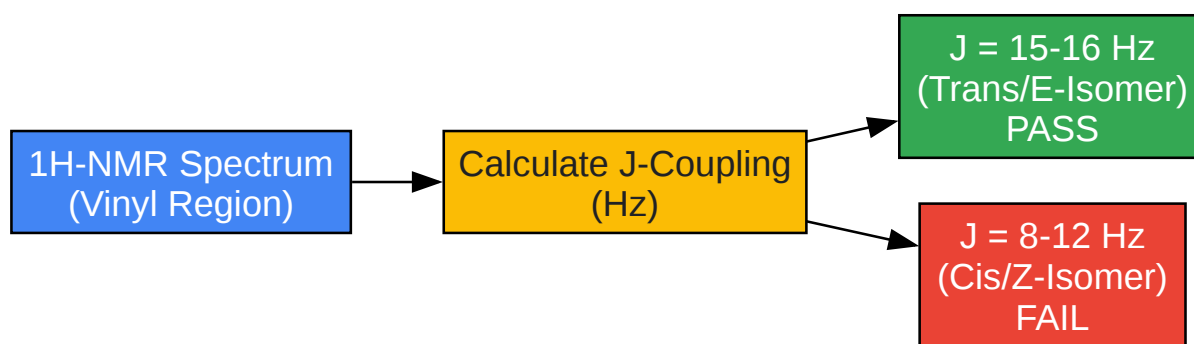 1H-NMR Spectrum
(Vinyl Region)
Calculate J-Coupling
(Hz)
J = 15-16 Hz
(Trans/E-Isomer)
PASS
J = 8-12 Hz
(Cis/Z-Isomer)
FAIL